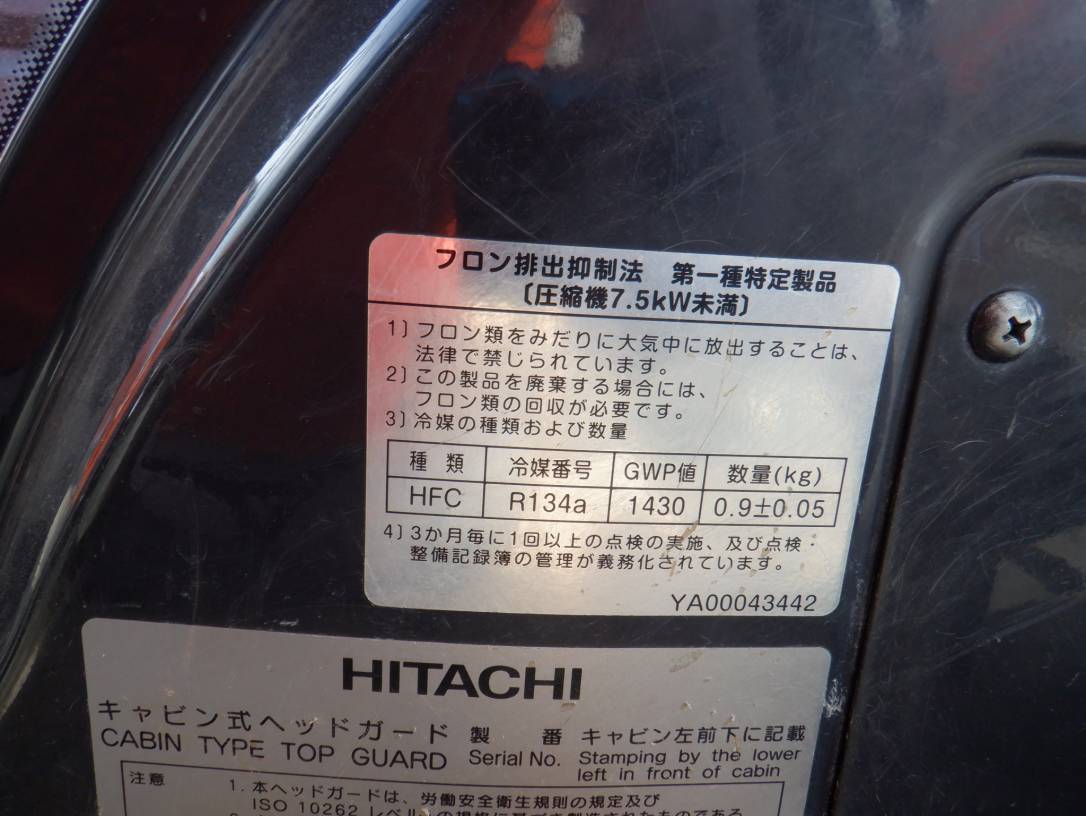 フロン排出抑制法　第一種特定製品
〔圧縮機7.5kW未満〕
1〕フロン類をみだりに大気中に放出することは、
法律で禁じられています。
2〕この製品を廃棄する場合には、
フロン類の回収が必要です。
3〕冷媒の種類および数量
種 類　冷媒番号　GWP値　数量(kg)
HFC　R134a　1430　0.9±0.05
4〕3か月毎に1回以上の点検の実施、及び点検・
整備記録簿の管理が義務化されています。
YA00043442
HITACHI
キャビン式ヘッドガード 製　番 キャビン左前下に記載
CABIN TYPE TOP GUARD Serial No. Stamping by the lower
left in front of cabin
注意　1. 本ヘッドガードは、労働安全衛生規則の規定及び
ISO 10262 レベル